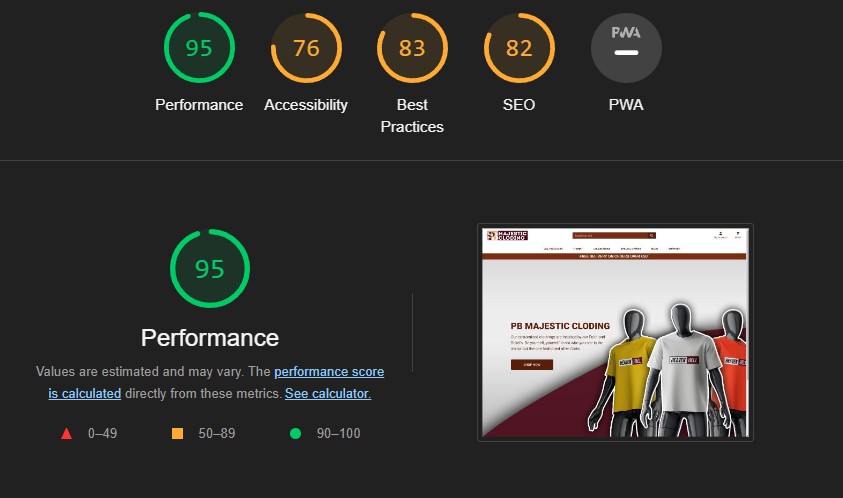 95
76
83
82
PWA
Performance
Accessibility
Best
Practices
SEO
PWA
95
Performance
Values are estimated and may vary. The performance score
is calculated directly from these metrics. See calculator.
0–49
50–89
90–100
MAJESTIC
CLODING
PB MAJESTIC CLODING
SHOP NOW